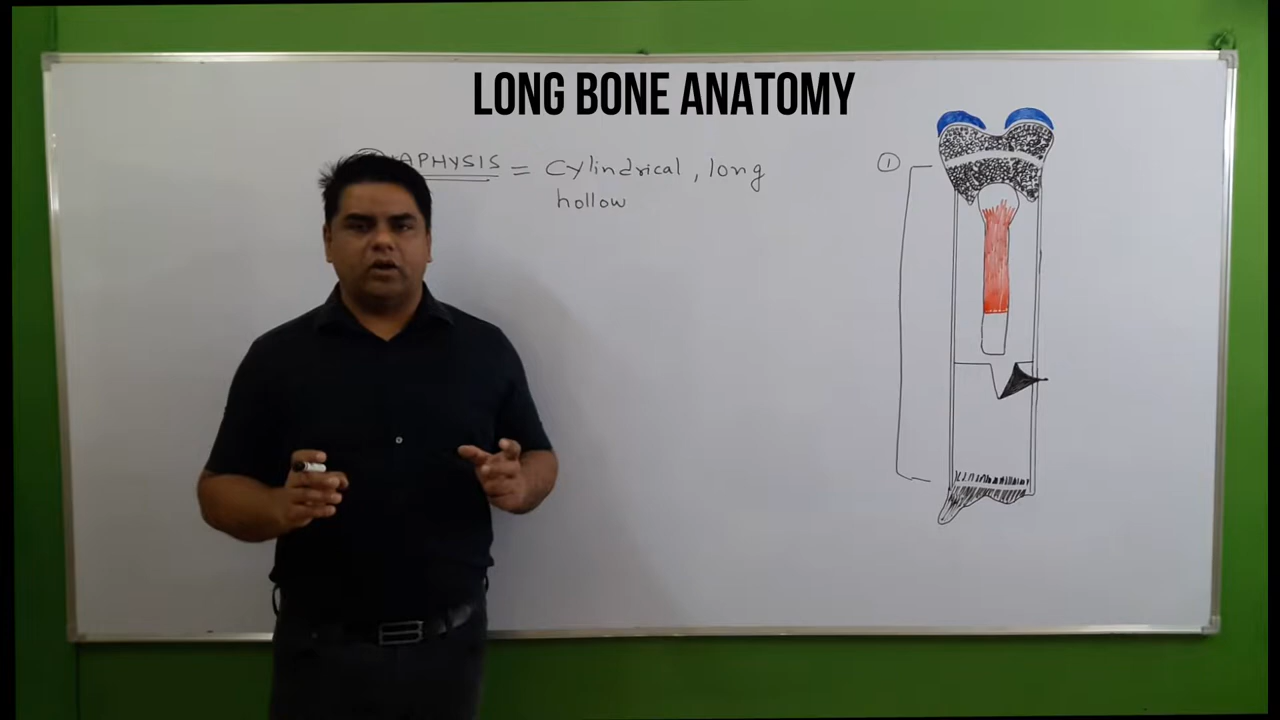 LONG BONE ANATOMY
APHYSIS = Cylindrical, long
hollow
①